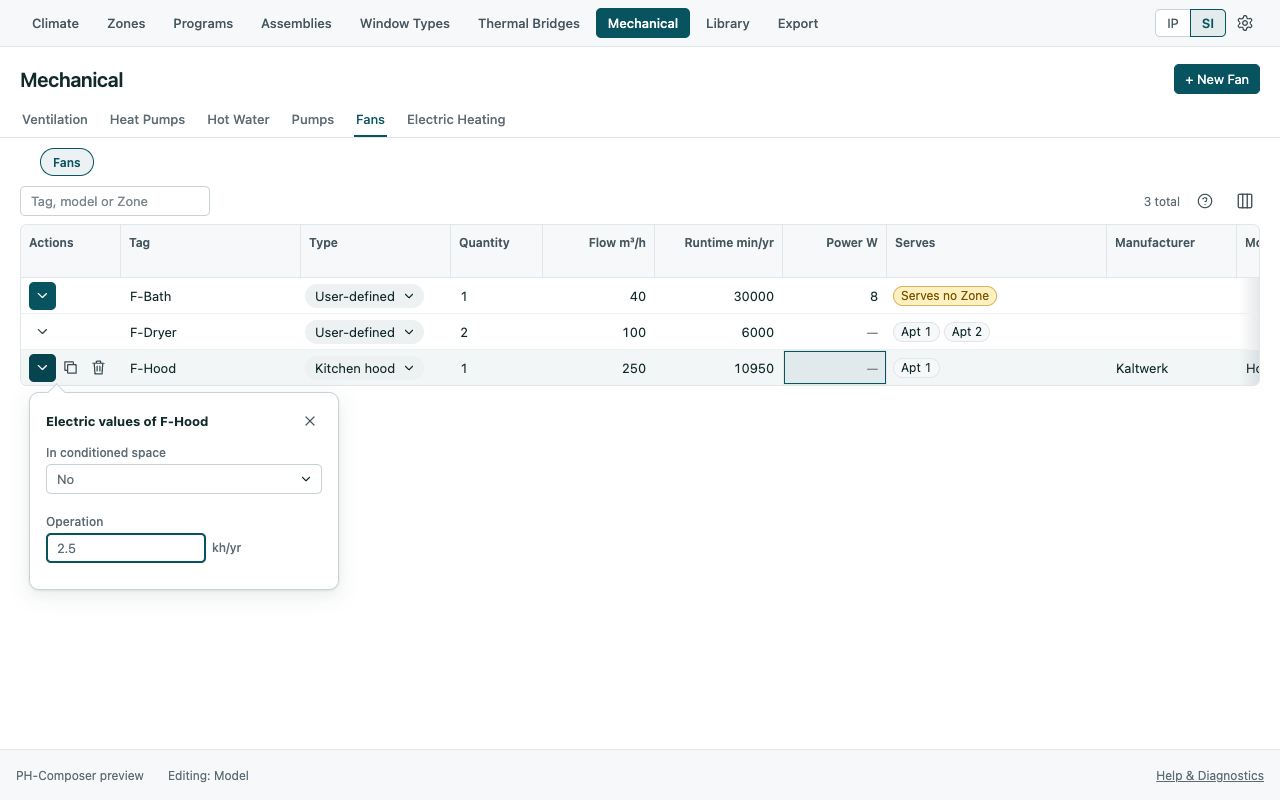 Climate Zones Programs Assemblies Window Types Thermal Bridges Mechanical Library Export IP SI
Mechanical
+ New Fan
Ventilation Heat Pumps Hot Water Pumps Fans Electric Heating
Fans
Tag, model or Zone
3 total
Actions Tag Type Quantity Flow m³/h Runtime min/yr Power W Serves Manufacturer
F-Bath User-defined 1 40 30000 8 Serves no Zone
F-Dryer User-defined 2 100 6000 — Apt 1 Apt 2
F-Hood Kitchen hood 1 250 10950 — Apt 1 Kaltwerk
Electric values of F-Hood
In conditioned space
No
Operation
2.5 kh/yr
PH-Composer preview Editing: Model Help & Diagnostics